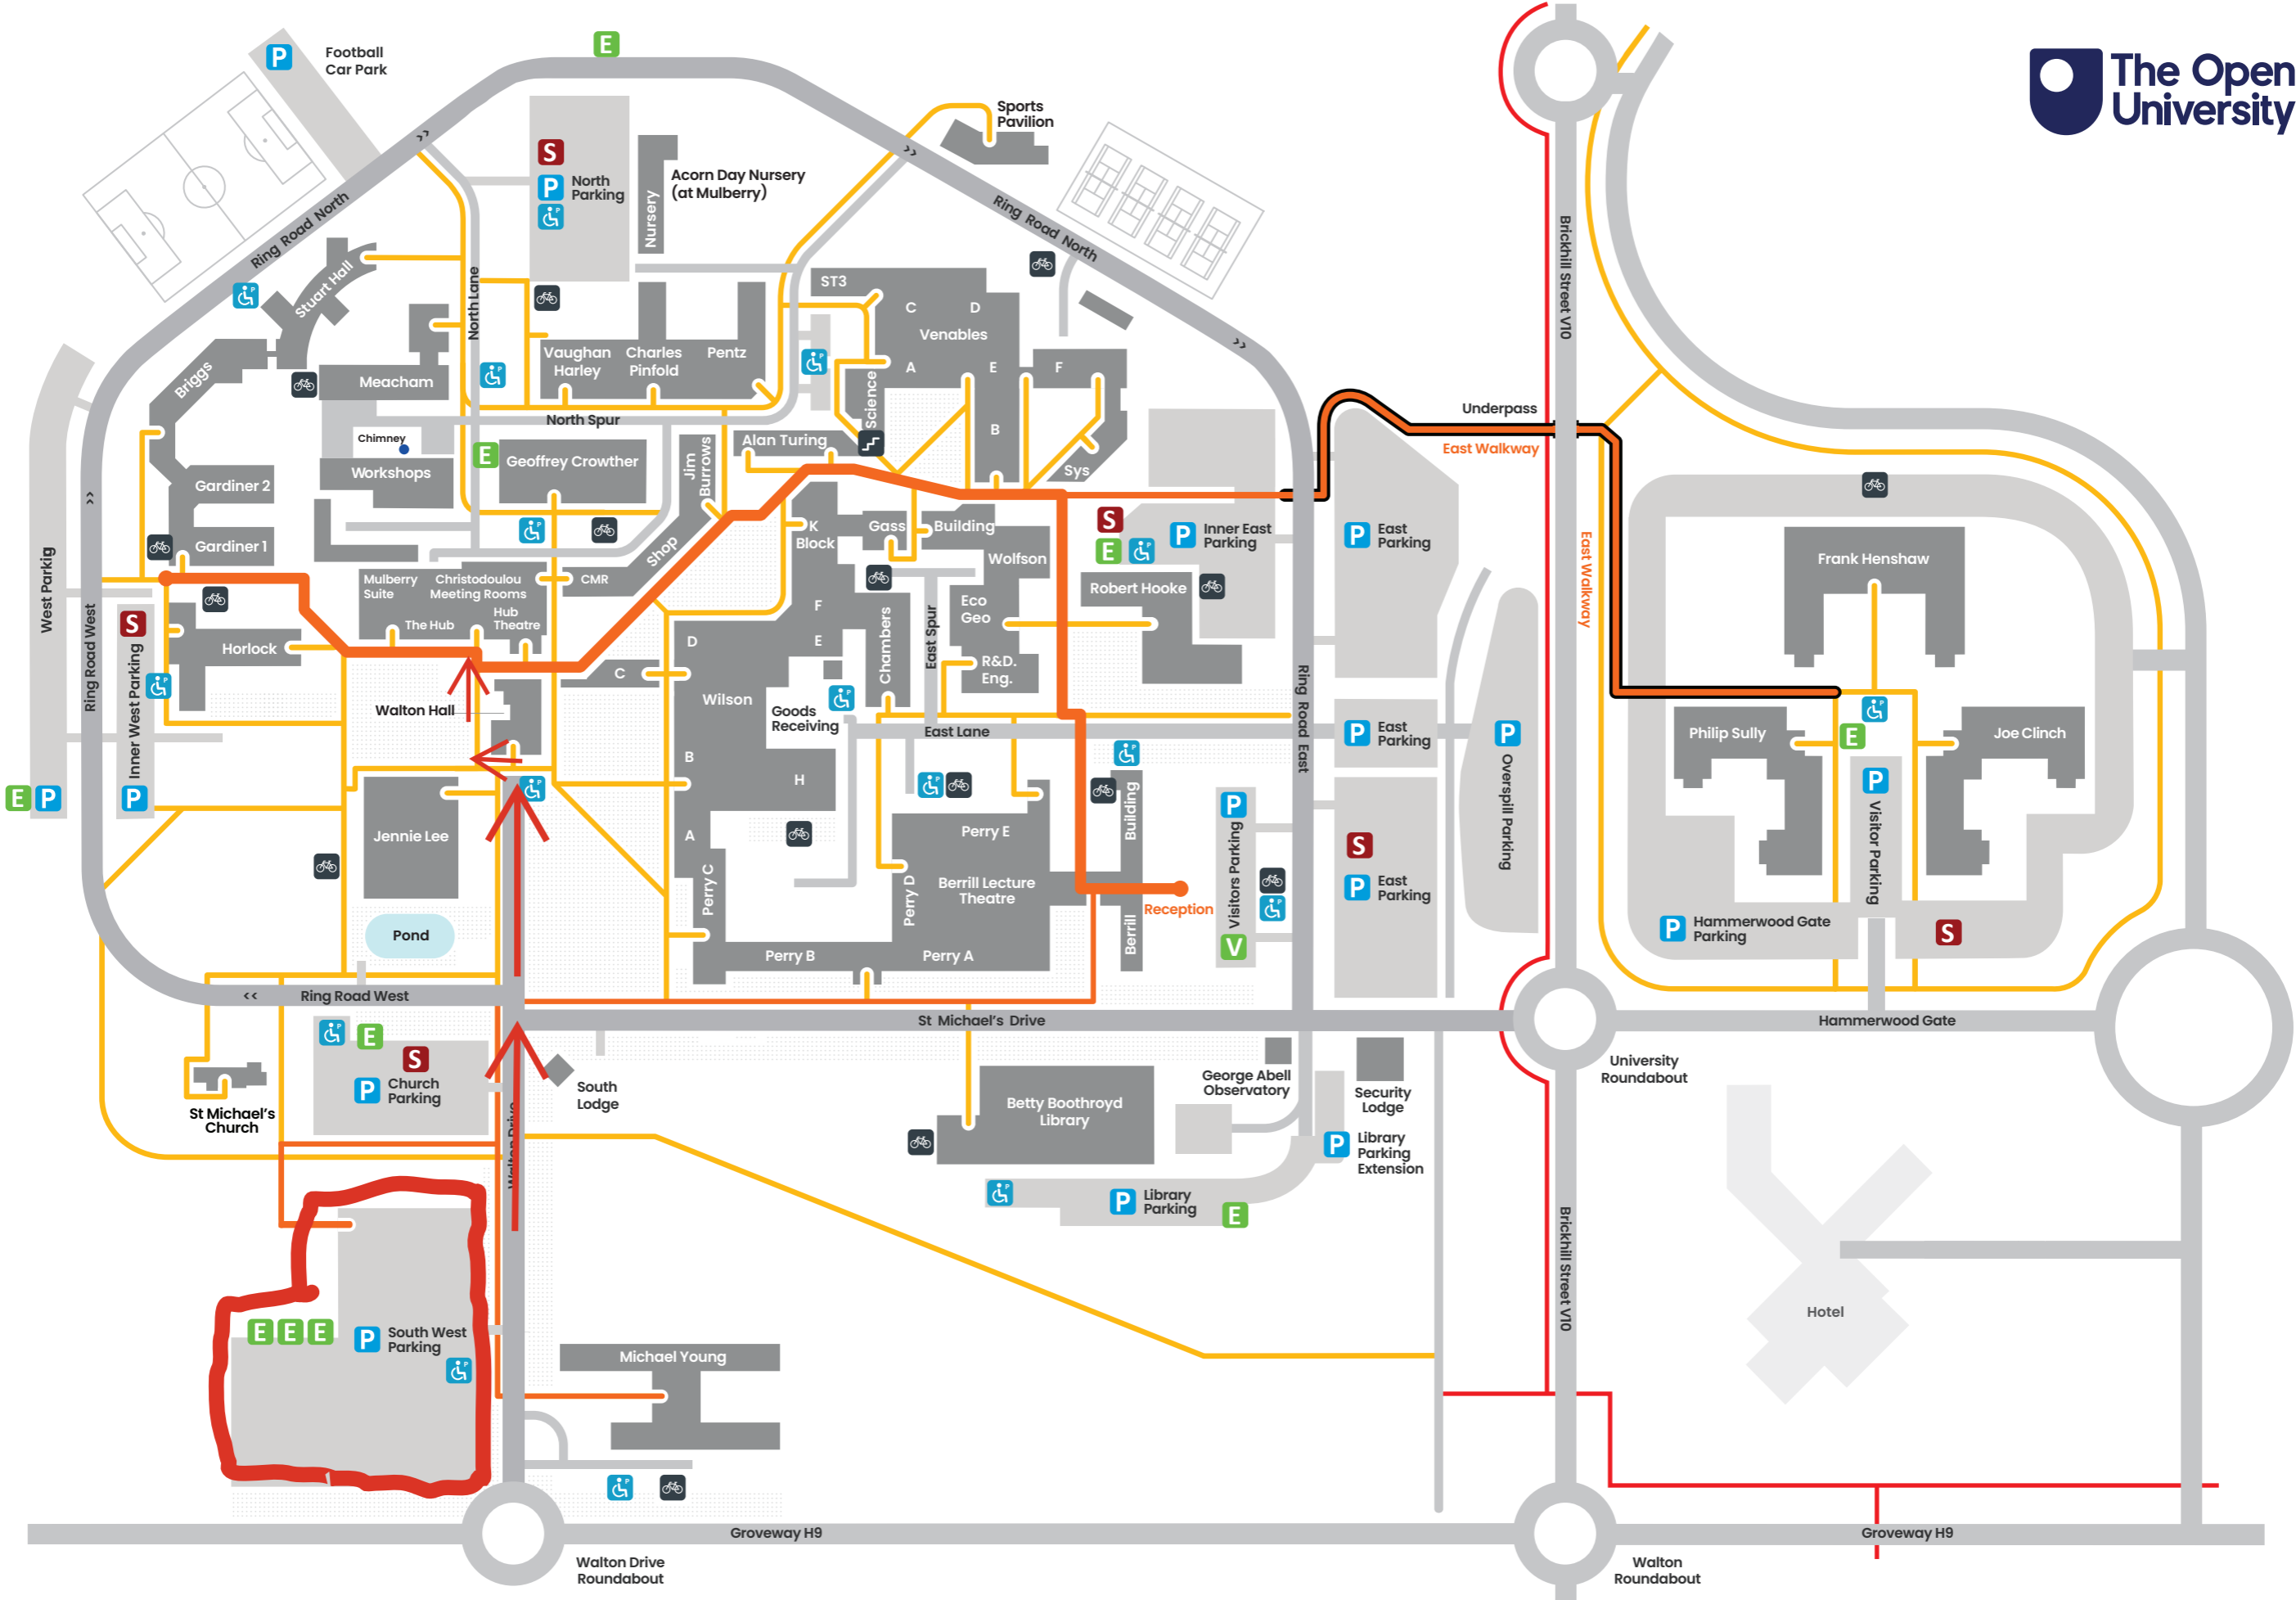 The Open
University
P
Football
Car Park
E
Sports
Pavilion
S
P
North
Parking
Nursery
Acorn Day Nursery
(at Mulberry)
Ring Road North
Ring Road North
Brickhill Street V10
Stuart Hall
North Lane
ST3
C
D
Venables
A
E
F
B
Science
Vaughan
Harley
Charles
Pinfold
Pentz
Briggs
Meacham
North Spur
Underpass
East Walkway
Chimney
Alan Turing
Jim
Burrows
E
Geoffrey Crowther
Workshops
Sys
Gardiner 2
Gardiner 1
K
Block
Gass
Building
Wolfson
S
E
P
Inner East
Parking
P
East
Parking
East Walkway
Frank Henshaw
West Parkig
Ring Road West
Mulberry
Suite
Christodoulou
Meeting Rooms
CMR
Shop
Hub
Theatre
The Hub
F
E
D
C
Chambers
East Spur
Eco
Geo
Robert Hooke
R&D.
Eng.
S
Inner West Parking
P
Horlock
Walton Hall
Wilson
Goods
Receiving
East Lane
Ring Road East
P
East
Parking
P
Overspill Parking
Philip Sully
E
Joe Clinch
P
Visitor Parking
E
P
Jennie Lee
B
H
A
Perry C
Perry D
Perry E
Berrill Lecture
Theatre
Building
Berrill
Reception
P
Visitors Parking
V
S
P
East
Parking
P
Hammerwood Gate
Parking
S
Pond
Perry B
Perry A
Ring Road West
St Michael's Drive
Hammerwood Gate
University
Roundabout
E
S
P
Church
Parking
St Michael's
Church
South
Lodge
Walton Drive
Betty Boothroyd
Library
George Abell
Observatory
Security
Lodge
P
Library
Parking
Extension
P
Library
Parking
E
Brickhill Street V10
Hotel
E E E
P
South West
Parking
Michael Young
Groveway H9
Groveway H9
Walton Drive
Roundabout
Walton
Roundabout